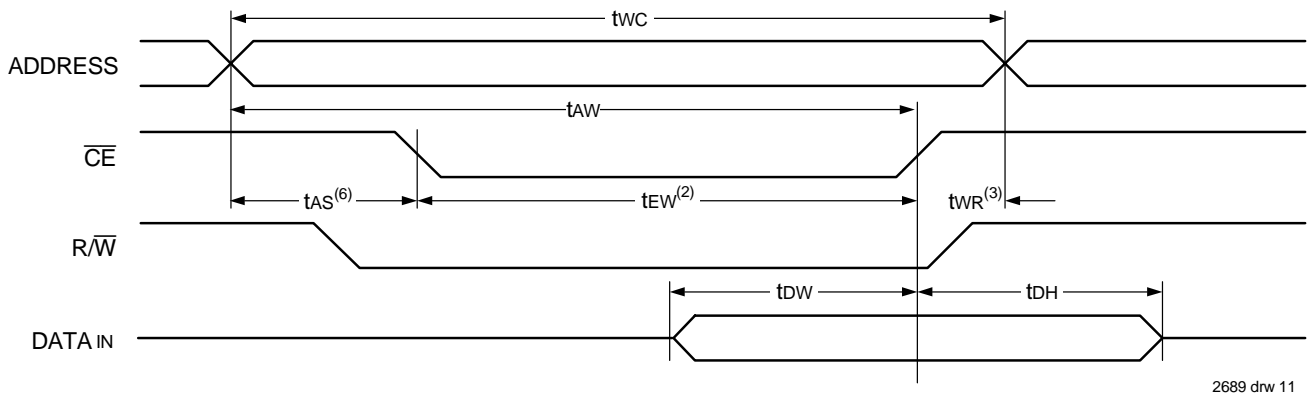 tWC
ADDRESS
tAW
CE
tAS(6)
tEW(2)
tWR(3)
R/W
tDW
tDH
DATA IN
2689 drw 11